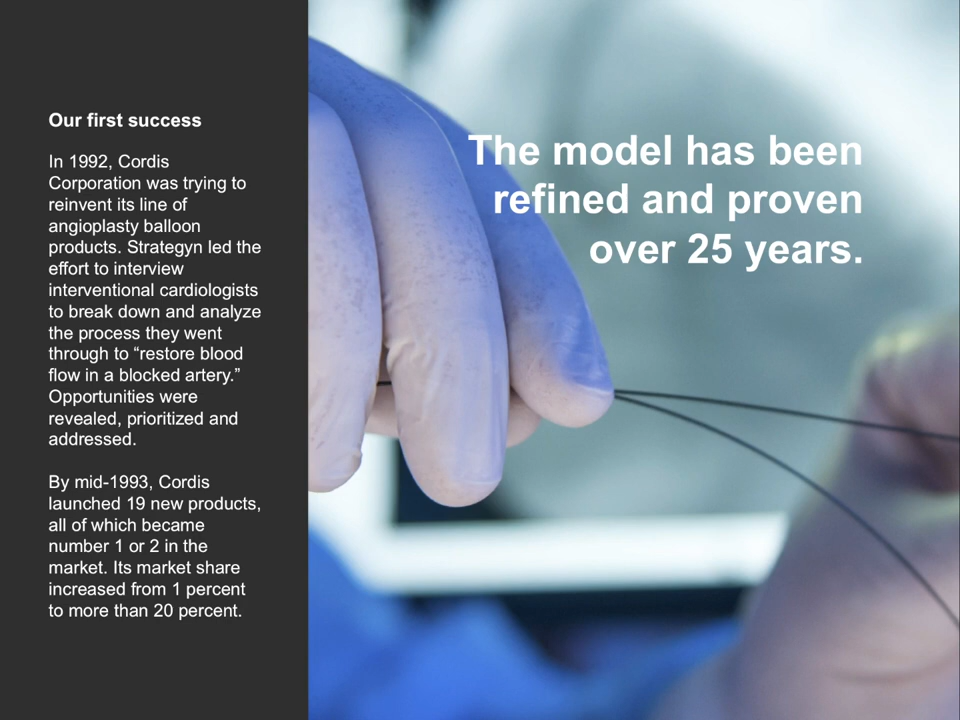 Our first success
In 1992, Cordis
Corporation was trying to
reinvent its line of
angioplasty balloon
products. Strategyn led the
effort to interview
interventional cardiologists
to break down and analyze
the process they went
through to “restore blood
flow in a blocked artery.”
Opportunities were
revealed, prioritized and
addressed.
By mid-1993, Cordis
launched 19 new products,
all of which became
number 1 or 2 in the
market. Its market share
increased from 1 percent
to more than 20 percent.
The model has been
refined and proven
over 25 years.